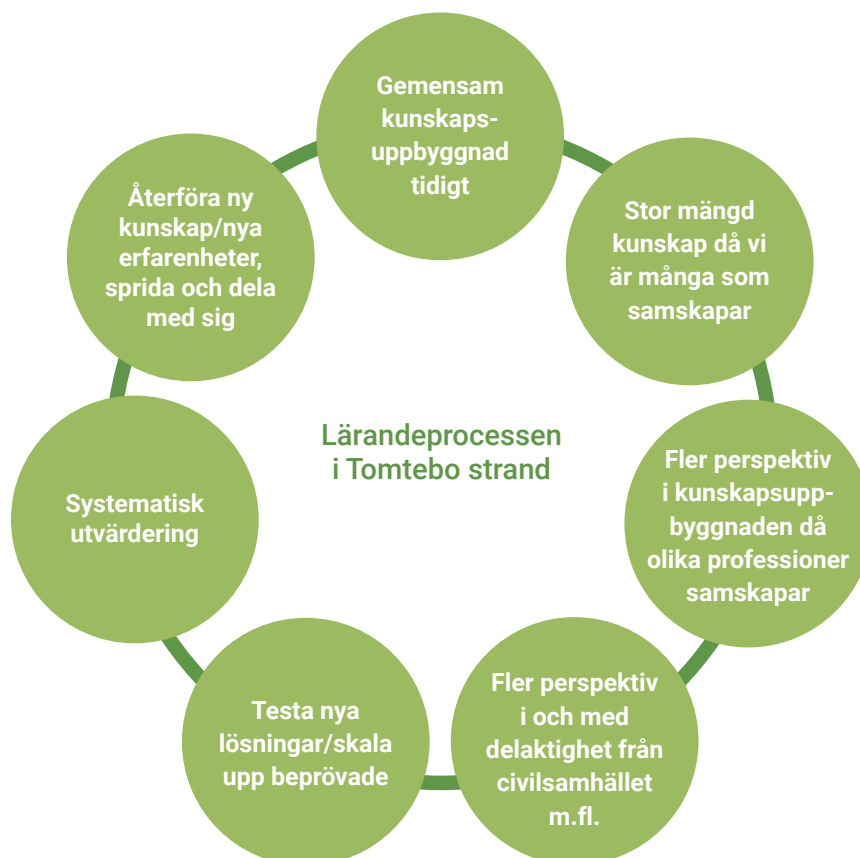 Gemensam
kunskaps-
uppbyggnad
tidigt
Stor mängd
kunskap då vi
är många som
samskapar
Fler perspektiv
i kunskapsupp-
byggnaden då
olika professioner
samskapar
Fler perspektiv
i och med
delaktighet från
civilsamhället
m.fl.
Testa nya
lösningar/skala
upp beprövade
Systematisk
utvärdering
Återföra ny
kunskap/nya
erfarenheter,
sprida och dela
med sig
Lärandeprocessen
i Tomtebo strand